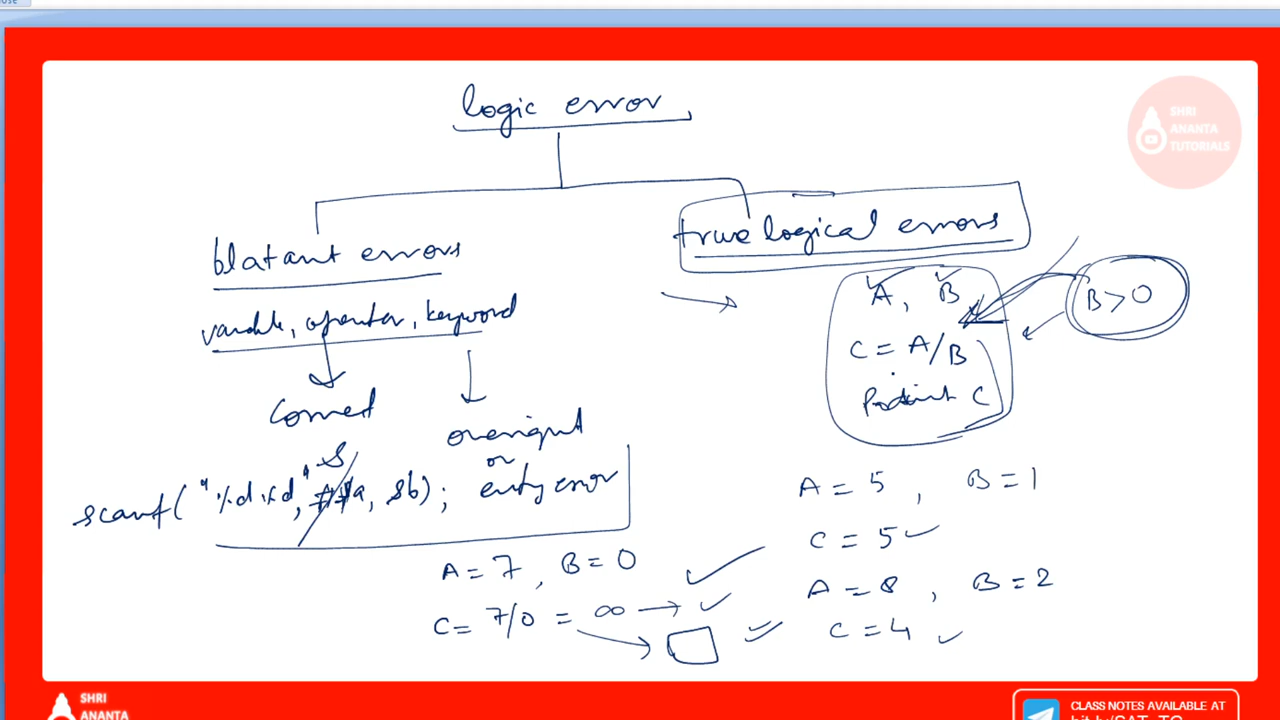 logic error
SHRI
ANANTA
TUTORIALS
blatant errors
true logical errors
variable, operator, keyword
A, B
B>0
C = A/B
Print C
Correct
oversight
or
entry error
scanf("%d%d", a, &b);
A = 5, B = 1
C = 5
A = 7, B = 0
A = 8, B = 2
C = 7/0 = ∞
C = 4
SHRI
ANANTA
CLASS NOTES AVAILABLE AT